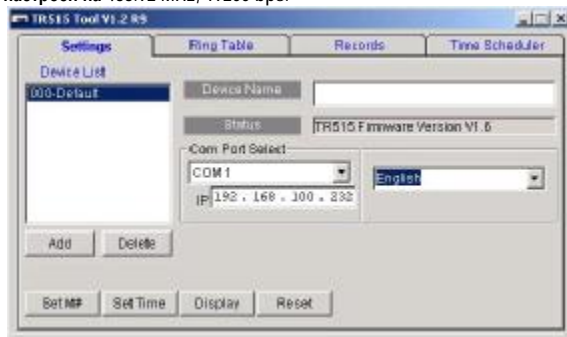 TR515 Tool V1.2 R9
Settings Ring Table Records Time Scheduler
Device List
000-Default
Device Name
Status TR515 Firmware Version V1.6
Com Port Select
COM1 English
IP 192 . 168 . 100 . 232
Add Delete
Set M# Set Time Display Reset